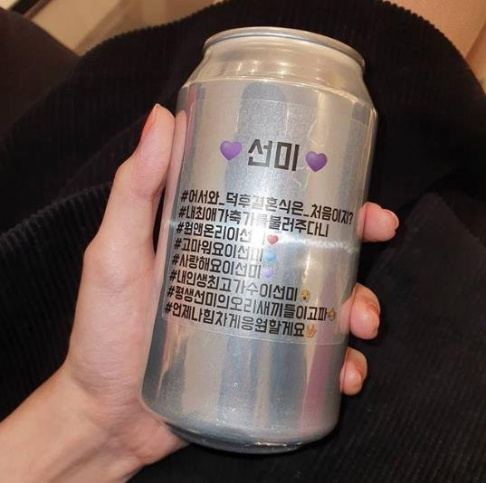 💜 선미 💜
#어서와_덕후결혼식은_처음이지?
#내최애가축가를불러주다니
#원앤온리이선미❤️
#고마워요이선미💙
#사랑해요이선미💜
#내인생최고가수이선미😲
#평생선미의오리새끼들이고파👍
#언제나힘차게응원할게요🤟